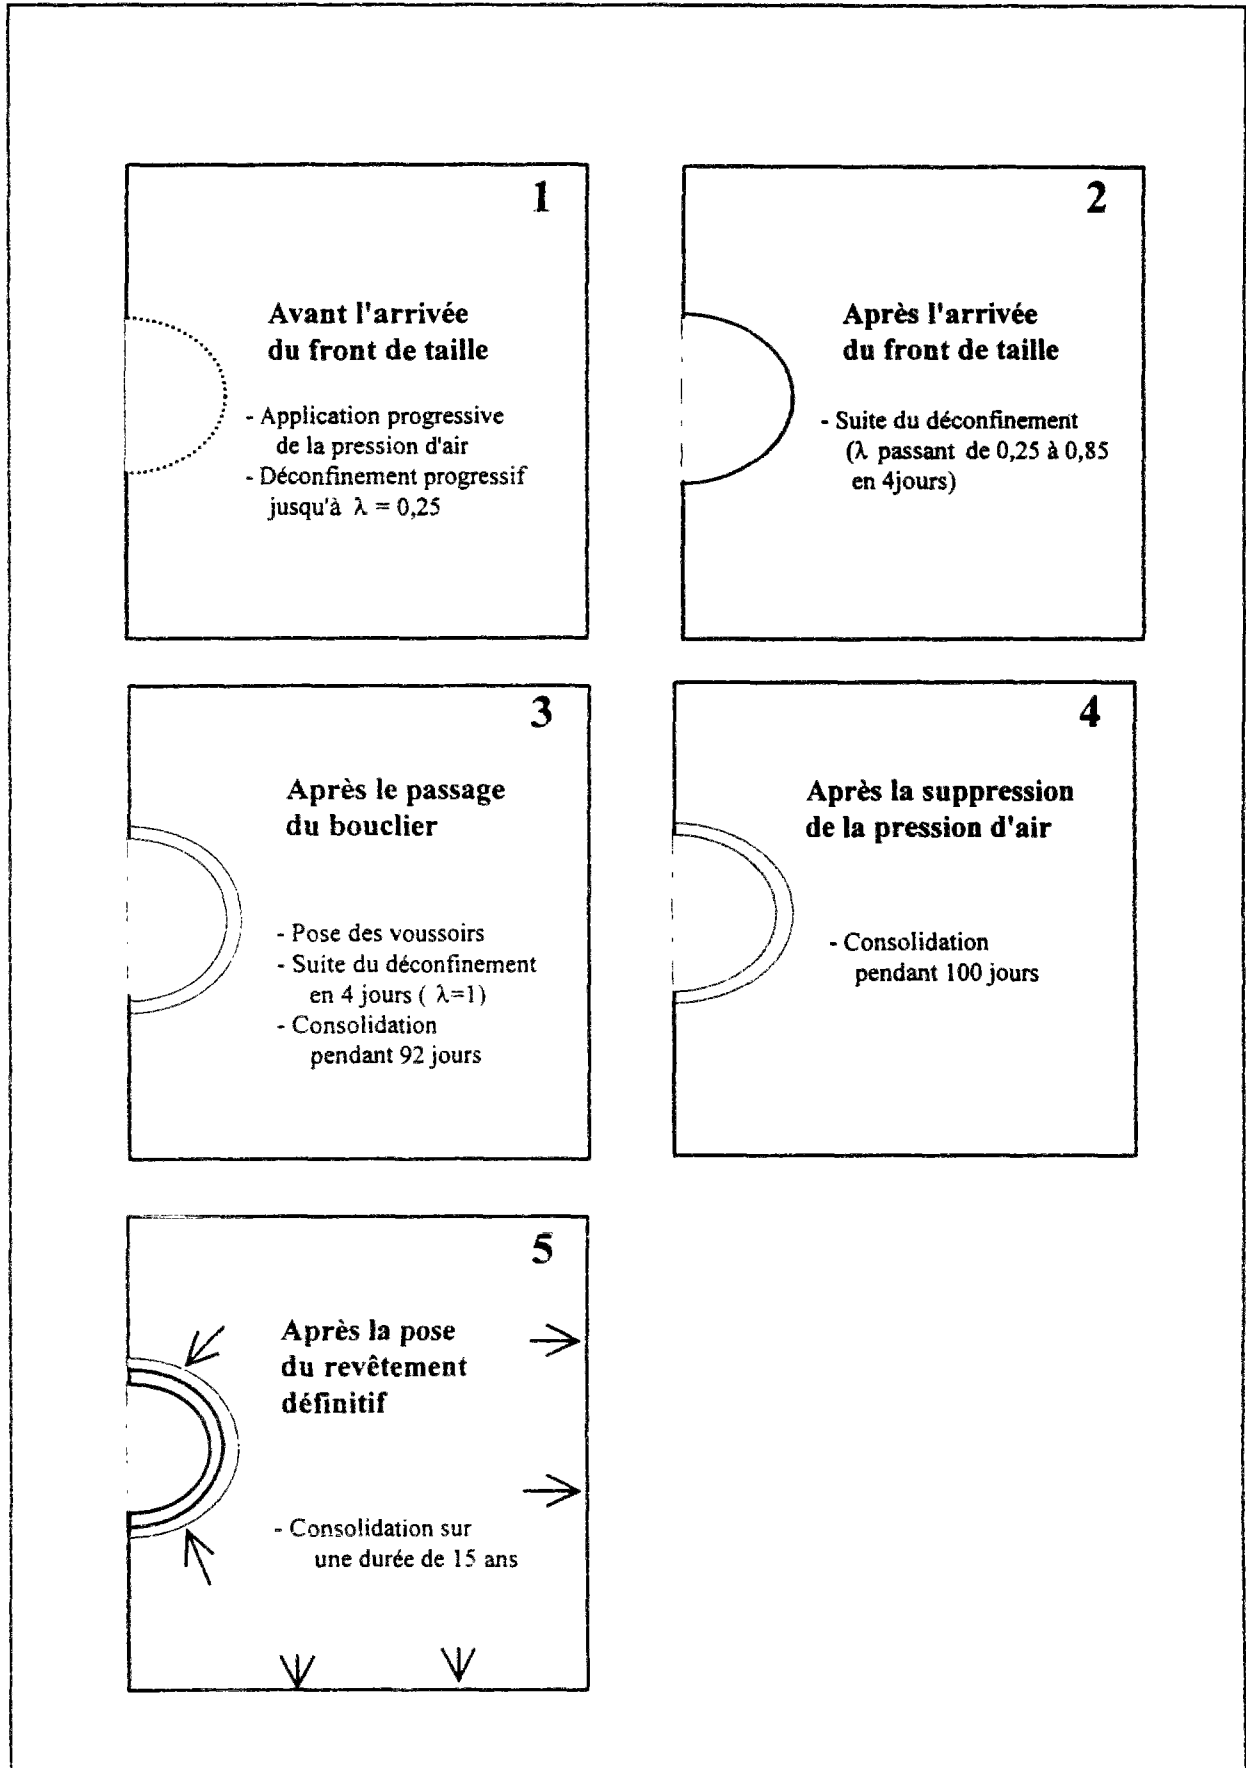 1
Avant l'arrivée
du front de taille
- Application progressive
de la pression d'air
- Déconfinement progressif
jusqu'à λ = 0,25
2
Après l'arrivée
du front de taille
- Suite du déconfinement
(λ passant de 0,25 à 0,85
en 4jours)
3
Après le passage
du bouclier
- Pose des voussoirs
- Suite du déconfinement
en 4 jours ( λ=1)
- Consolidation
pendant 92 jours
4
Après la suppression
de la pression d'air
- Consolidation
pendant 100 jours
5
Après la pose
du revêtement
définitif
- Consolidation sur
une durée de 15 ans